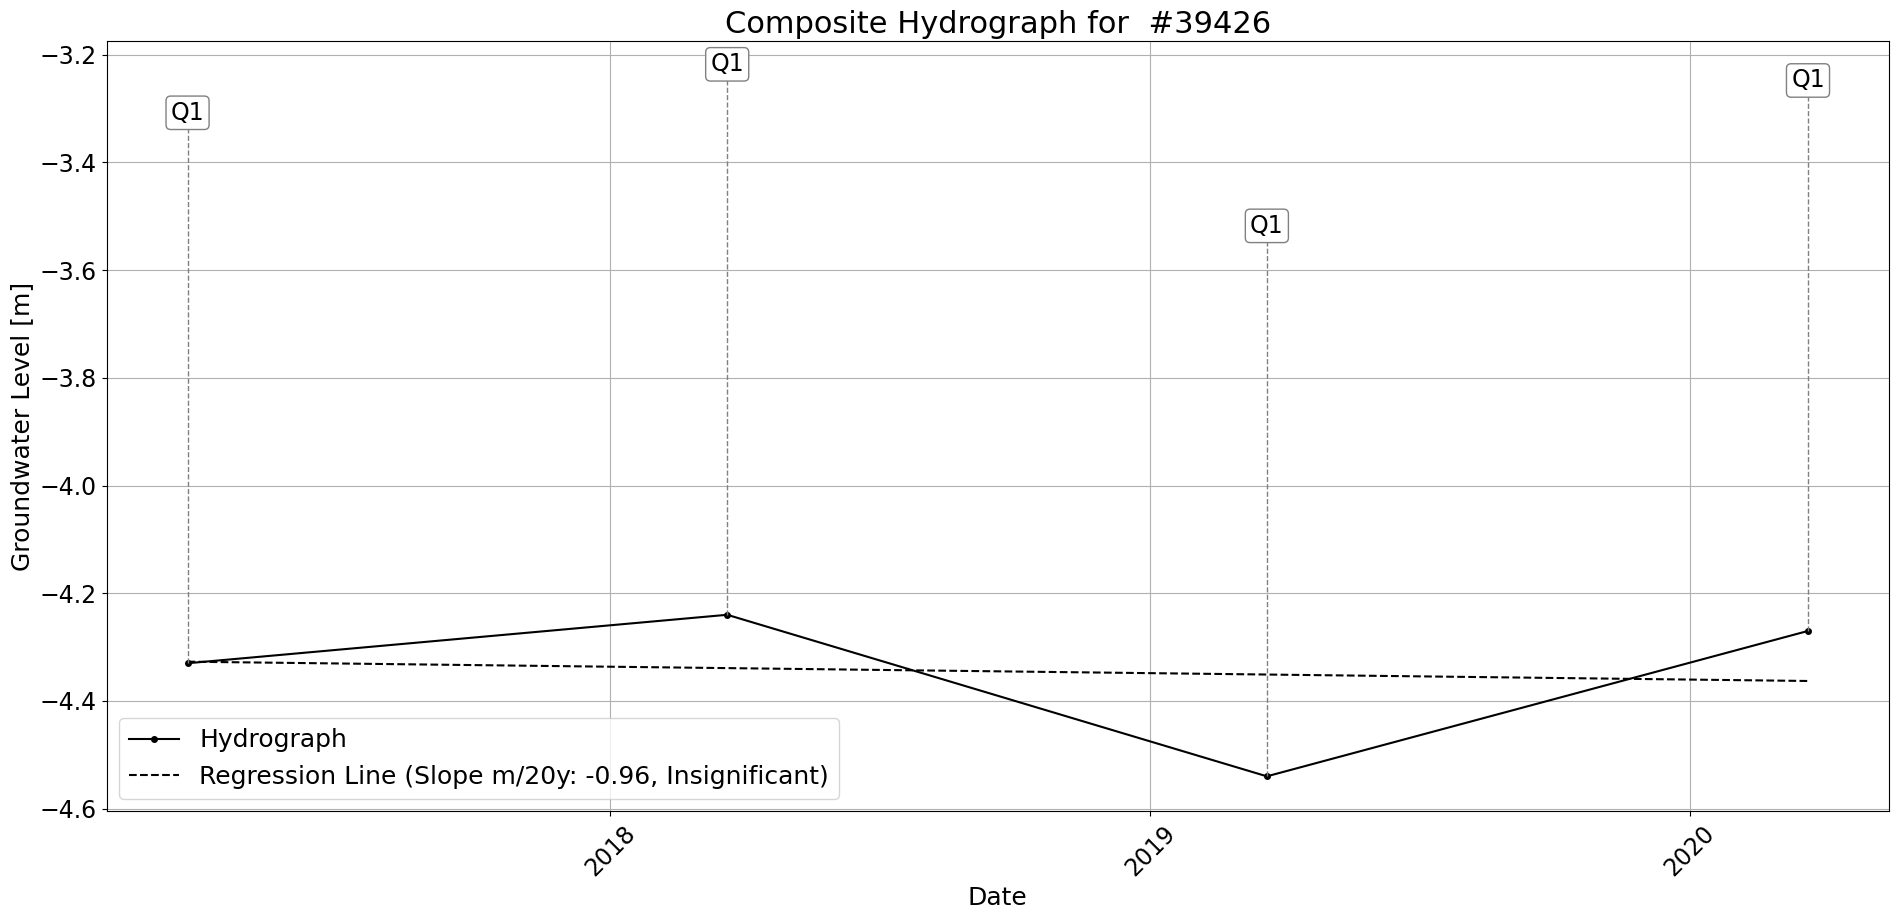 Composite Hydrograph for  #39426
Groundwater Level [m]
−3.2
−3.4
−3.6
−3.8
−4.0
−4.2
−4.4
−4.6
Q1
Q1
Q1
Q1
Hydrograph
Regression Line (Slope m/20y: -0.96, Insignificant)
2018
2019
2020
Date